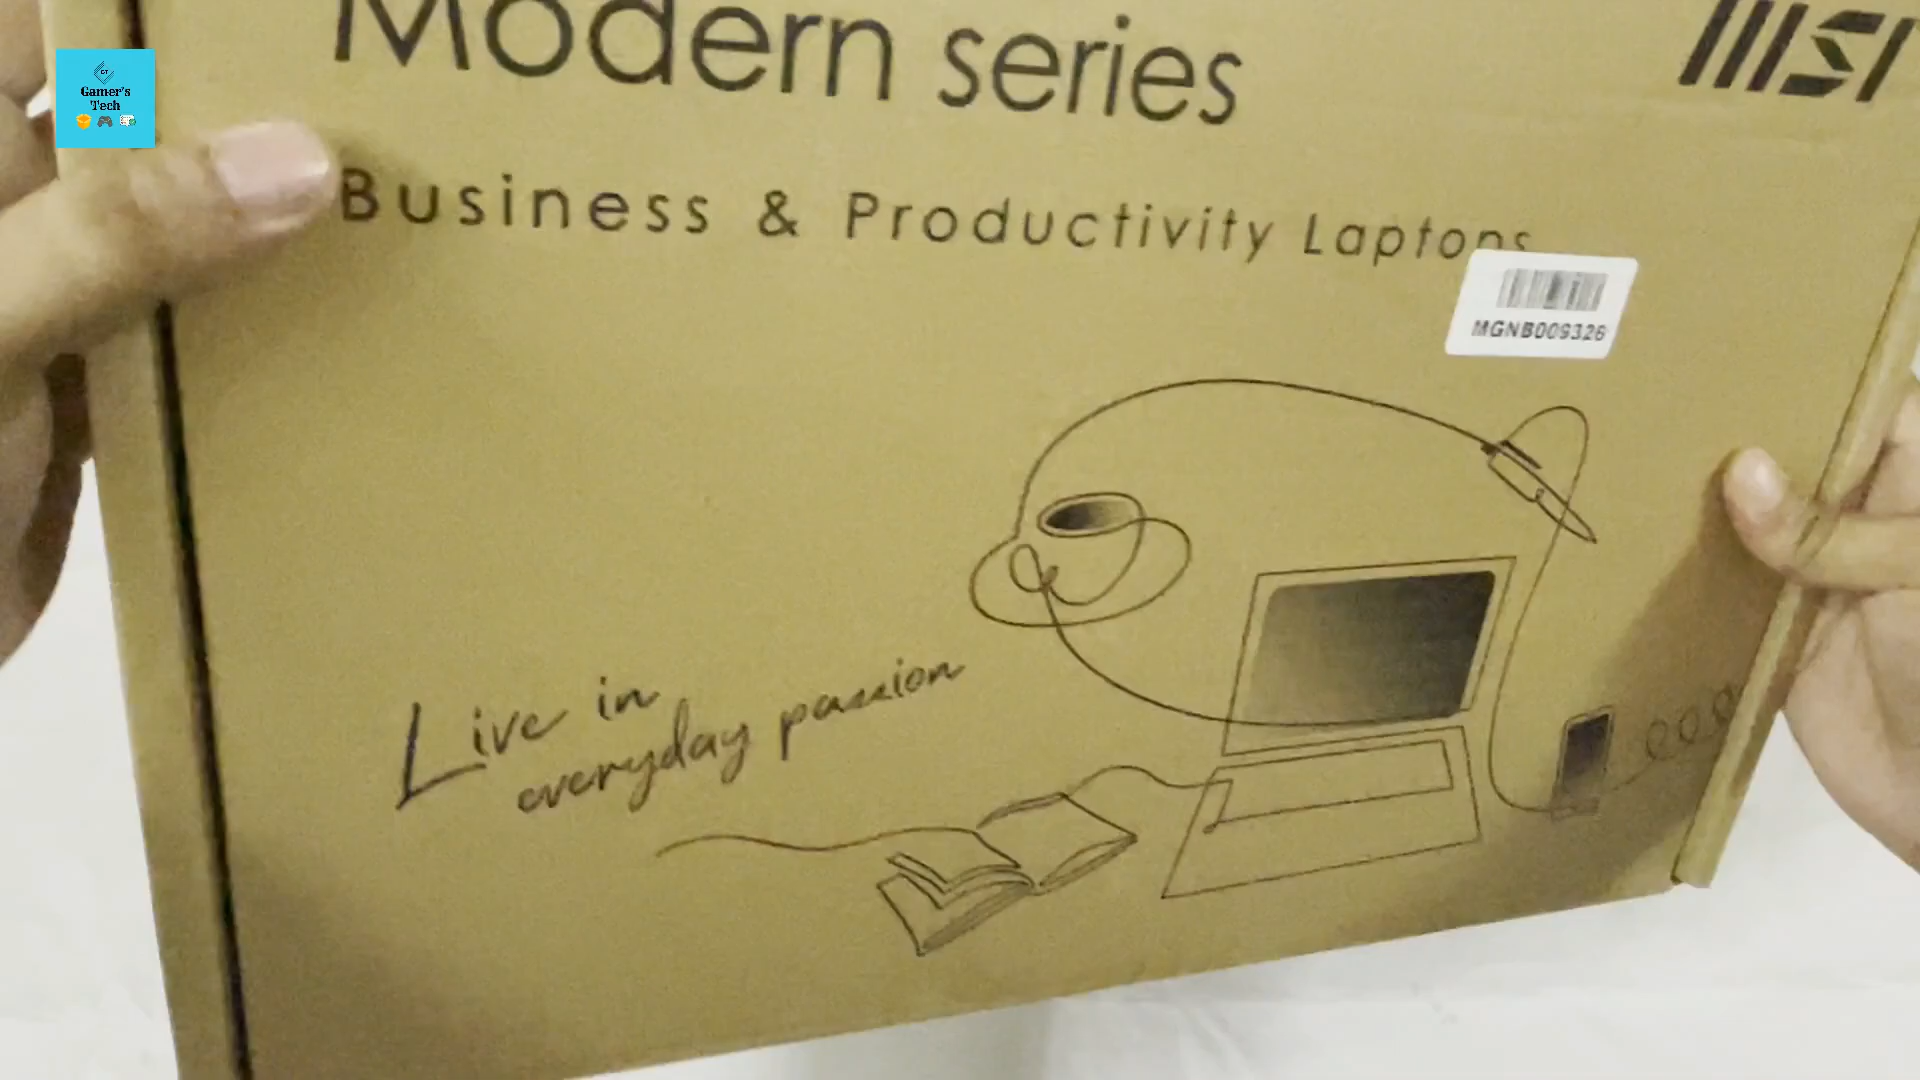 Modern series
msi
Gamer's
Tech
Business & Productivity Laptops
MGNB009326
Live in
everyday passion